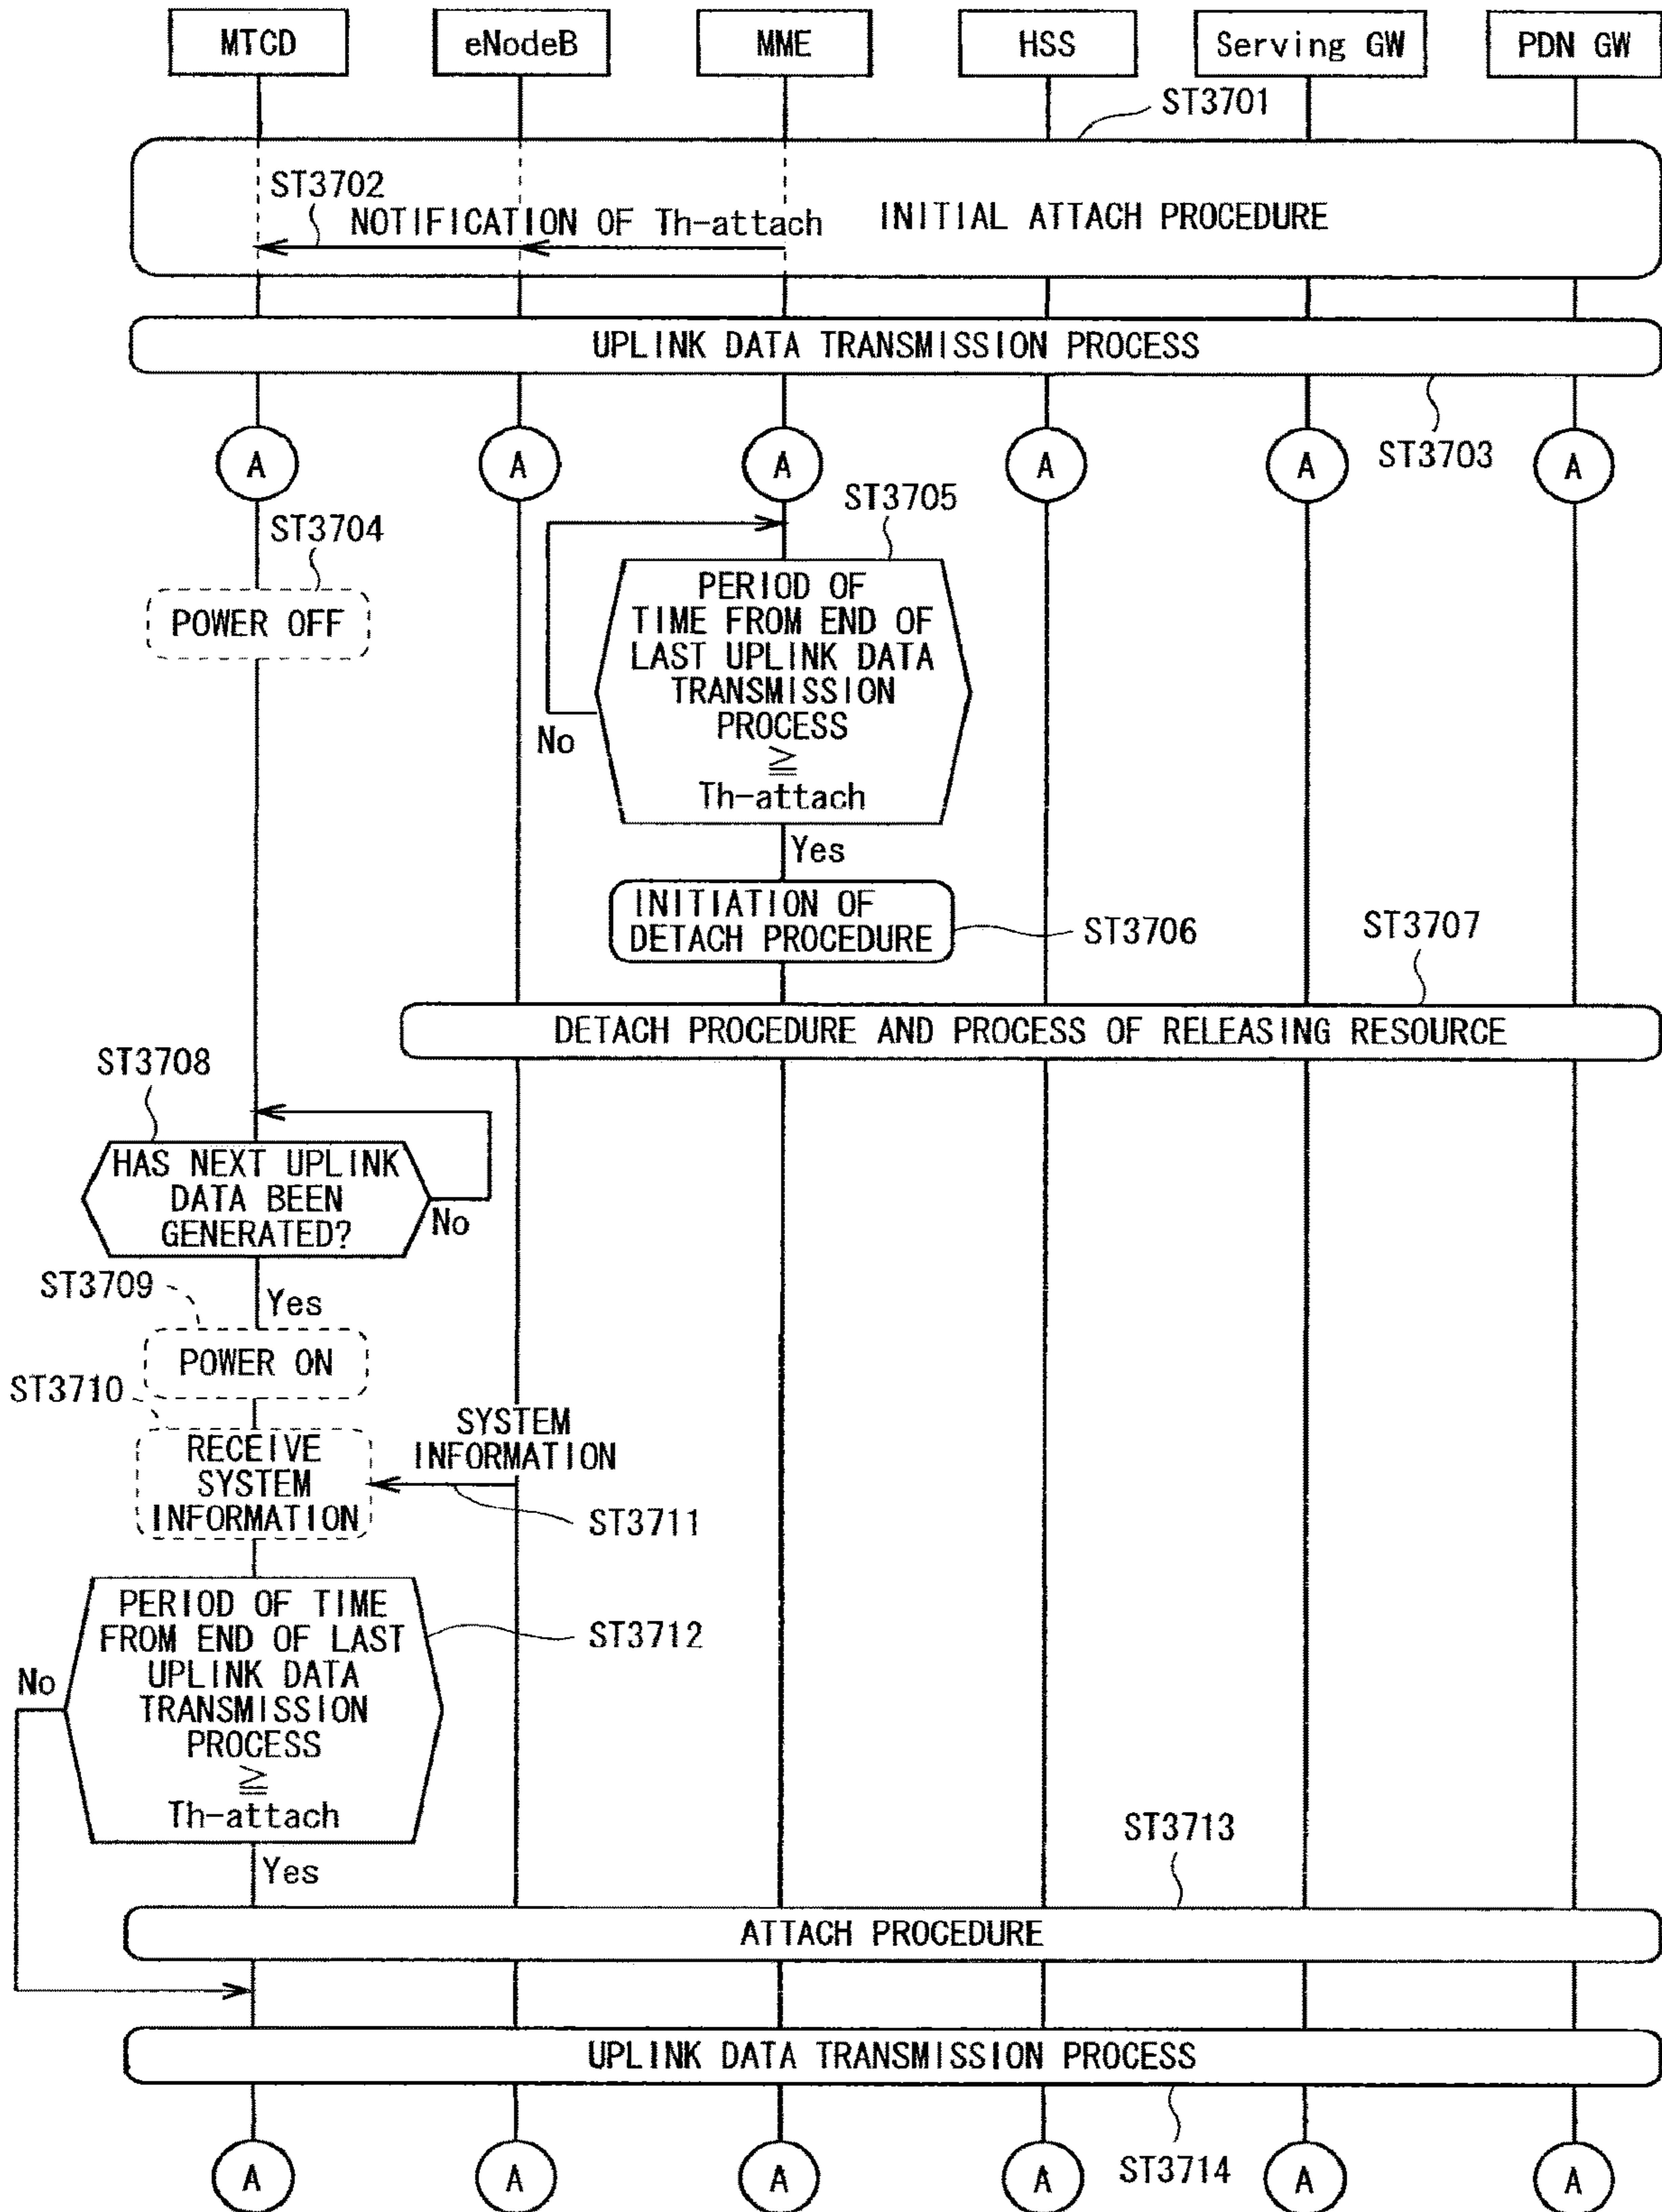 MTCD
eNodeB
MME
HSS
Serving GW
PDN GW
ST3701
ST3702
NOTIFICATION OF Th-attach
INITIAL ATTACH PROCEDURE
UPLINK DATA TRANSMISSION PROCESS
ST3703
A
A
A
A
A
A
ST3704
POWER OFF
ST3705
PERIOD OF
TIME FROM END OF
LAST UPLINK DATA
TRANSMISSION
PROCESS
≧
Th-attach
No
Yes
INITIATION OF
DETACH PROCEDURE
ST3706
ST3707
DETACH PROCEDURE AND PROCESS OF RELEASING RESOURCE
ST3708
HAS NEXT UPLINK
DATA BEEN
GENERATED?
No
Yes
ST3709
POWER ON
ST3710
RECEIVE
SYSTEM
INFORMATION
SYSTEM
INFORMATION
ST3711
PERIOD OF TIME
FROM END OF LAST
UPLINK DATA
TRANSMISSION
PROCESS
≧
Th-attach
ST3712
No
Yes
ST3713
ATTACH PROCEDURE
UPLINK DATA TRANSMISSION PROCESS
ST3714
A
A
A
A
A
A